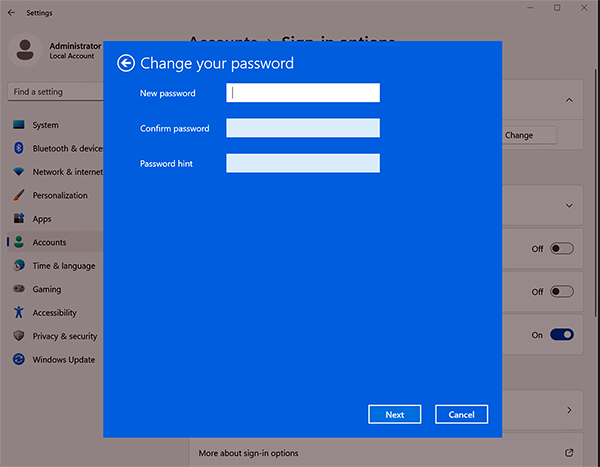 Settings
Administrator
Local Account
Find a setting
System
Bluetooth & device
Network & internet
Personalization
Apps
Accounts
Time & language
Gaming
Accessibility
Privacy & security
Windows Update
Accounts > Sign-in options
Change your password
New password
Confirm password
Password hint
Next
Cancel
Change
Off
Off
On
More about sign-in options